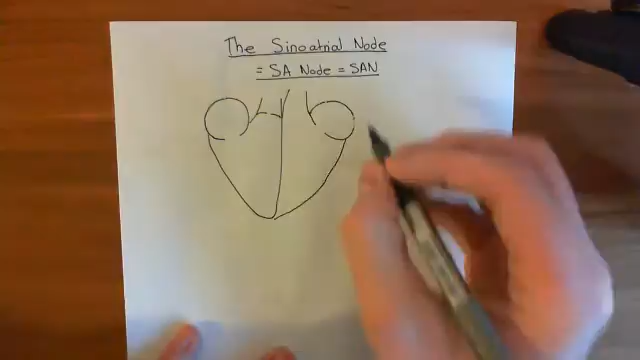 The Sinoatrial Node
= SA Node = SAN